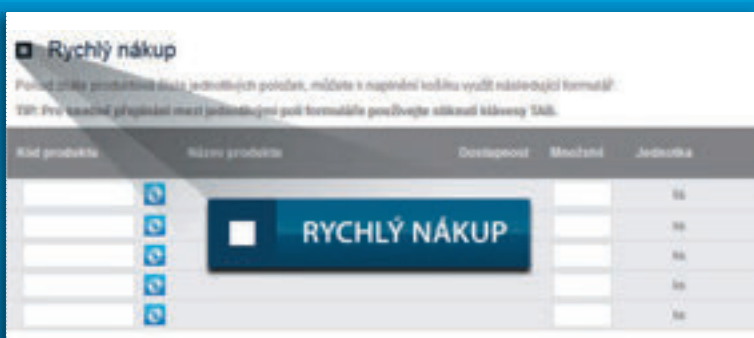 Rychlý nákup
Pokud znáte produktová čísla jednotlivých položek, můžete k naplnění košíku využít následující formulář.
TIP: Pro snadné přepínání mezi jednotlivými poli formuláře používejte stisknutí klávesy TAB.
Kód produktu Název produktu Dostupnost Množství Jednotka
ks
RYCHLÝ NÁKUP
ks
ks
ks
ks